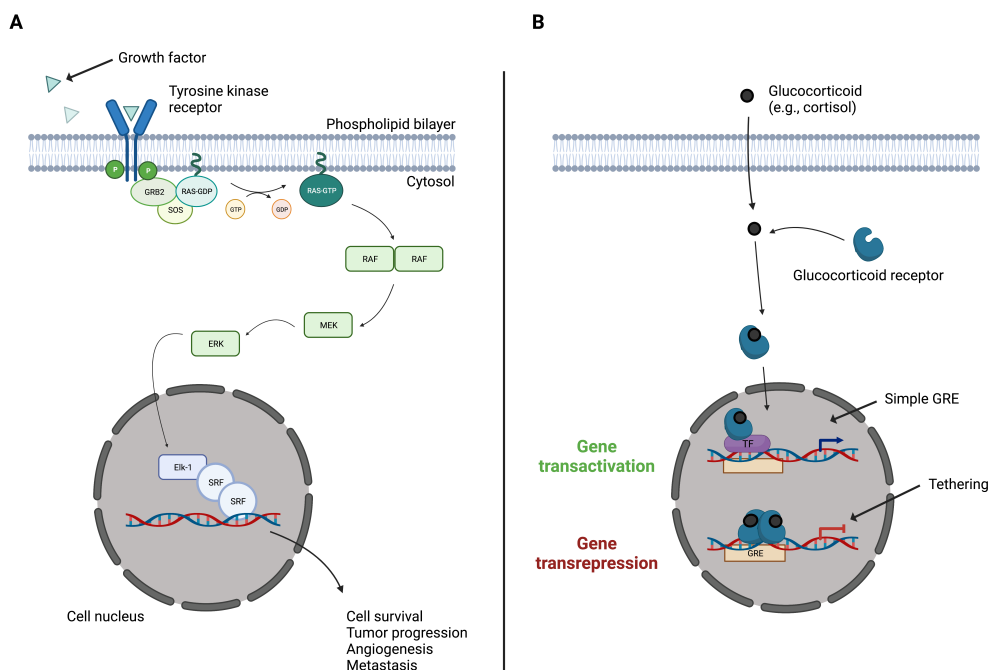 A
Growth factor
Tyrosine kinase
receptor
Phospholipid bilayer
Cytosol
P
P
GRB2
SOS
RAS-GDP
GTP
GDP
RAS-GTP
RAF
RAF
MEK
ERK
Elk-1
SRF
SRF
Cell nucleus
Cell survival
Tumor progression
Angiogenesis
Metastasis
B
Glucocorticoid
(e.g., cortisol)
Glucocorticoid receptor
Simple GRE
TF
Gene
transactivation
Tethering
Gene
transrepression
GRE